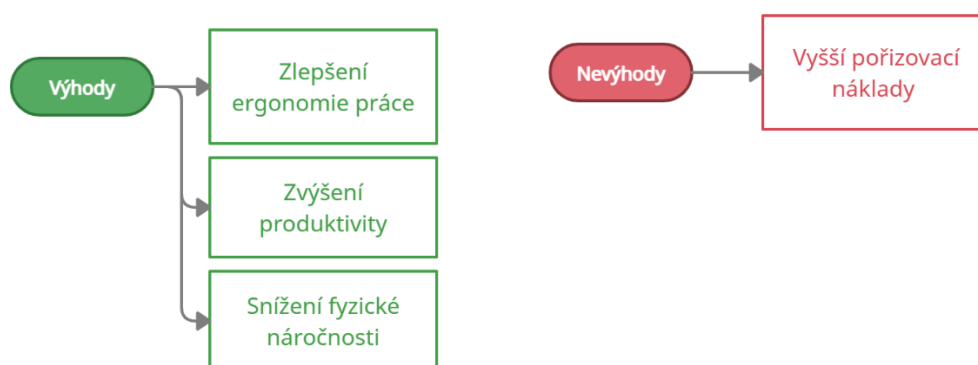 Výhody
Zlepšení
ergonomie práce
Zvýšení
produktivity
Snížení fyzické
náročnosti
Nevýhody
Vyšší pořizovací
náklady